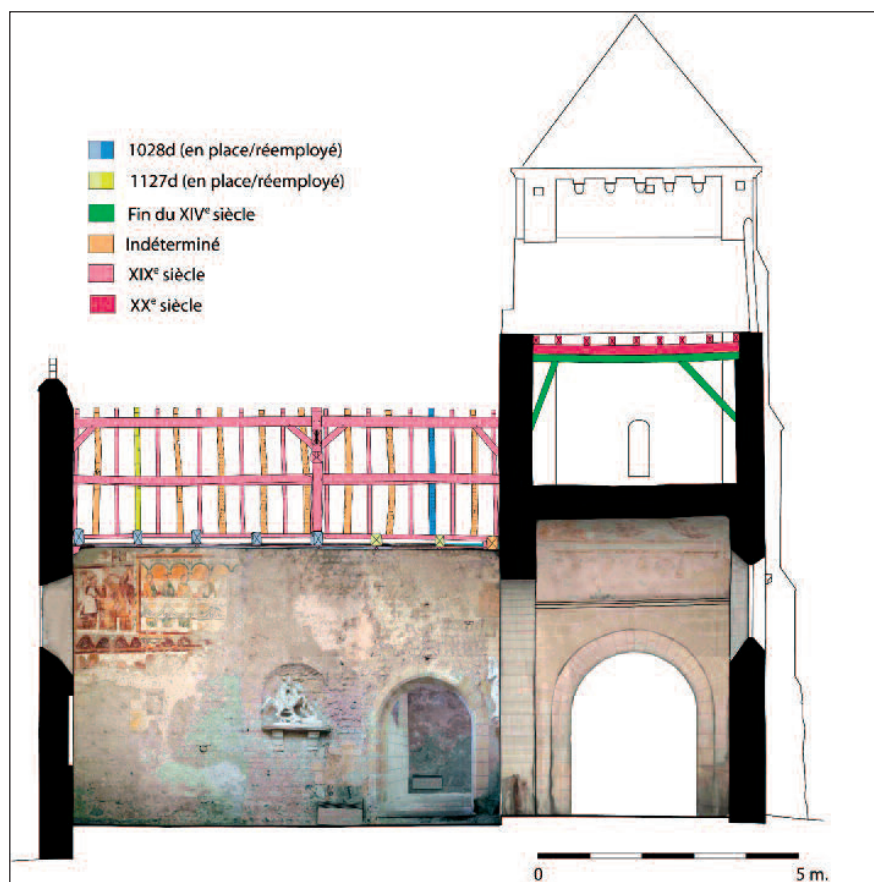 1028d (en place/réemployé)
1127d (en place/réemployé)
Fin du XIVe siècle
Indéterminé
XIXe siècle
XXe siècle
0 5 m.